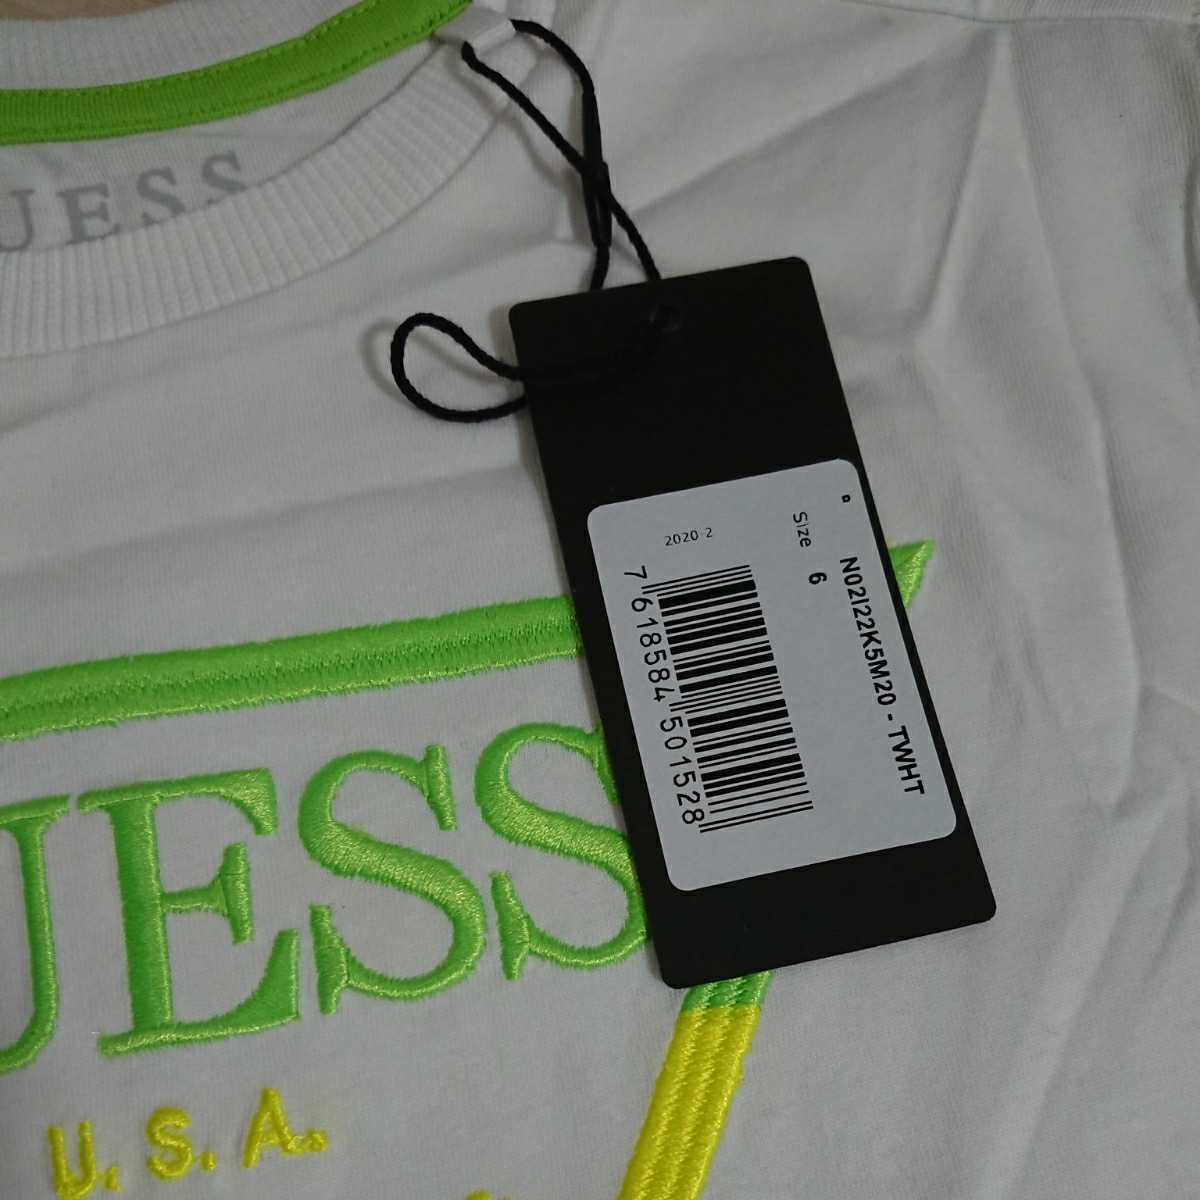 UESS
2020 2
Size 6
N02I22K5M20 - TWHT
7 618584 501528
UESS
U.S.A.